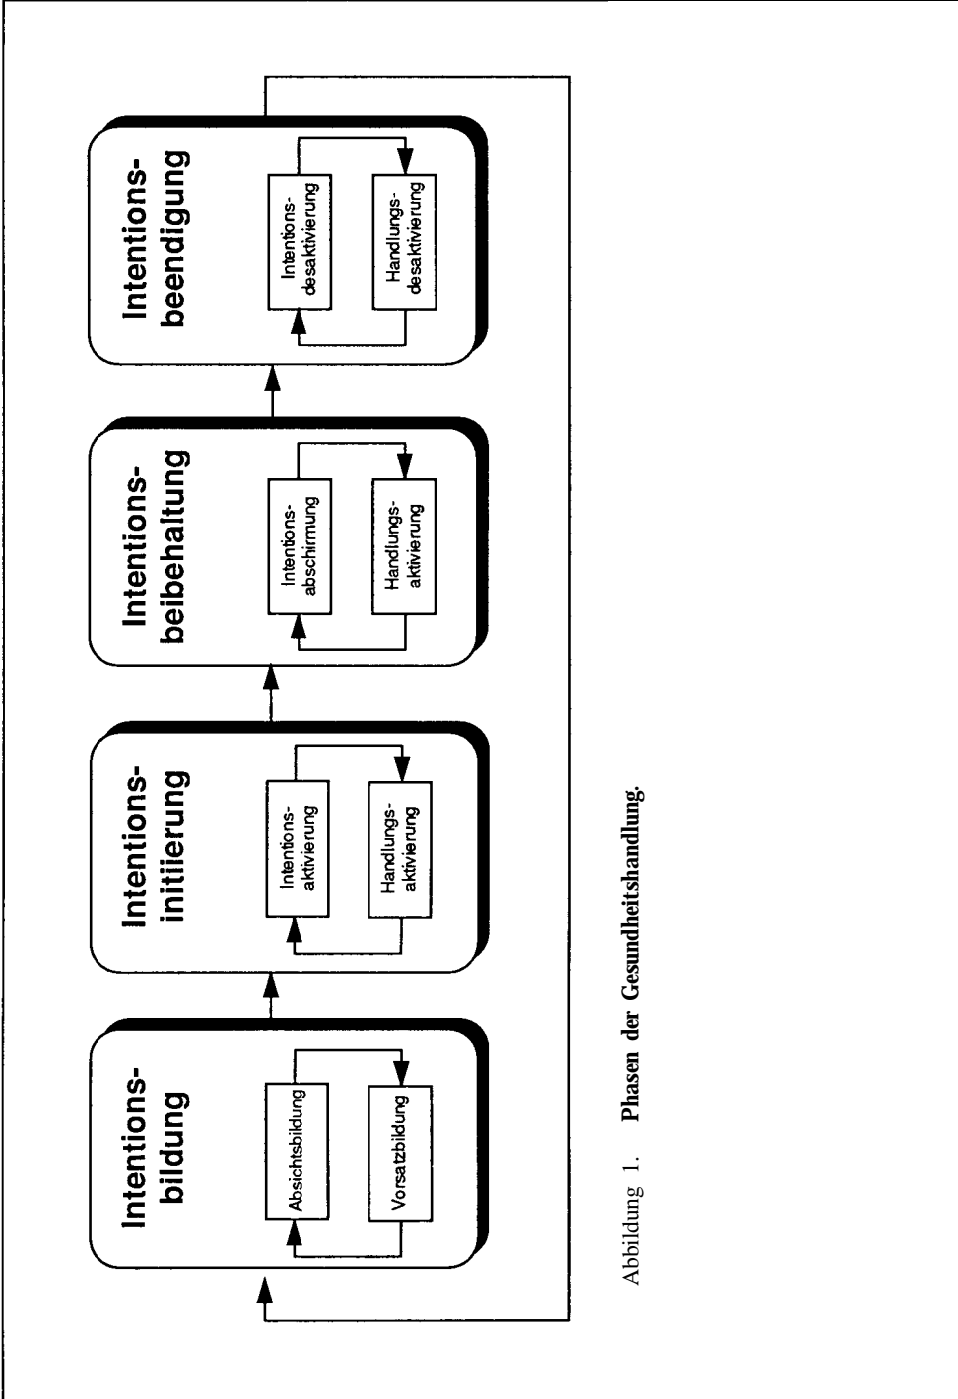 Intentions-
bildung
Absichtsbildung
Vorsatzbildung
Intentions-
initiierung
Intentions-
aktivierung
Handlungs-
aktivierung
Intentions-
beibehaltung
Intentions-
abschirmung
Handlungs-
aktivierung
Intentions-
beendigung
Intentions-
desaktivierung
Handlungs-
desaktivierung
Abbildung 1. Phasen der Gesundheitshandlung.